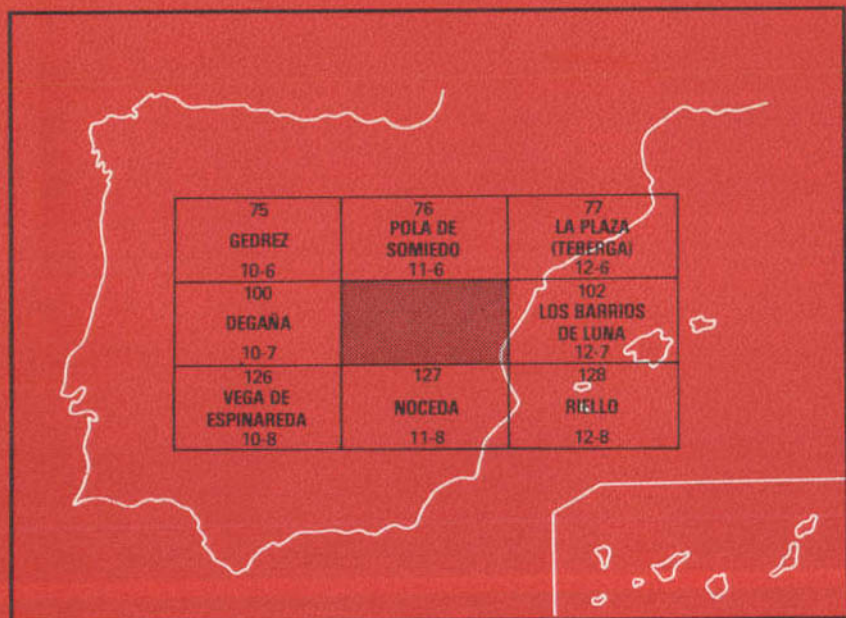 75
GEDREZ
10-6
76
POLA DE
SOMIEDO
11-6
77
LA PLAZA
(TEBERGA)
12-6
100
DEGAÑA
10-7
102
LOS BARRIOS
DE LUNA
12-7
126
VEGA DE
ESPINAREDA
10-8
127
NOCEDA
11-8
128
RIELLO
12-8